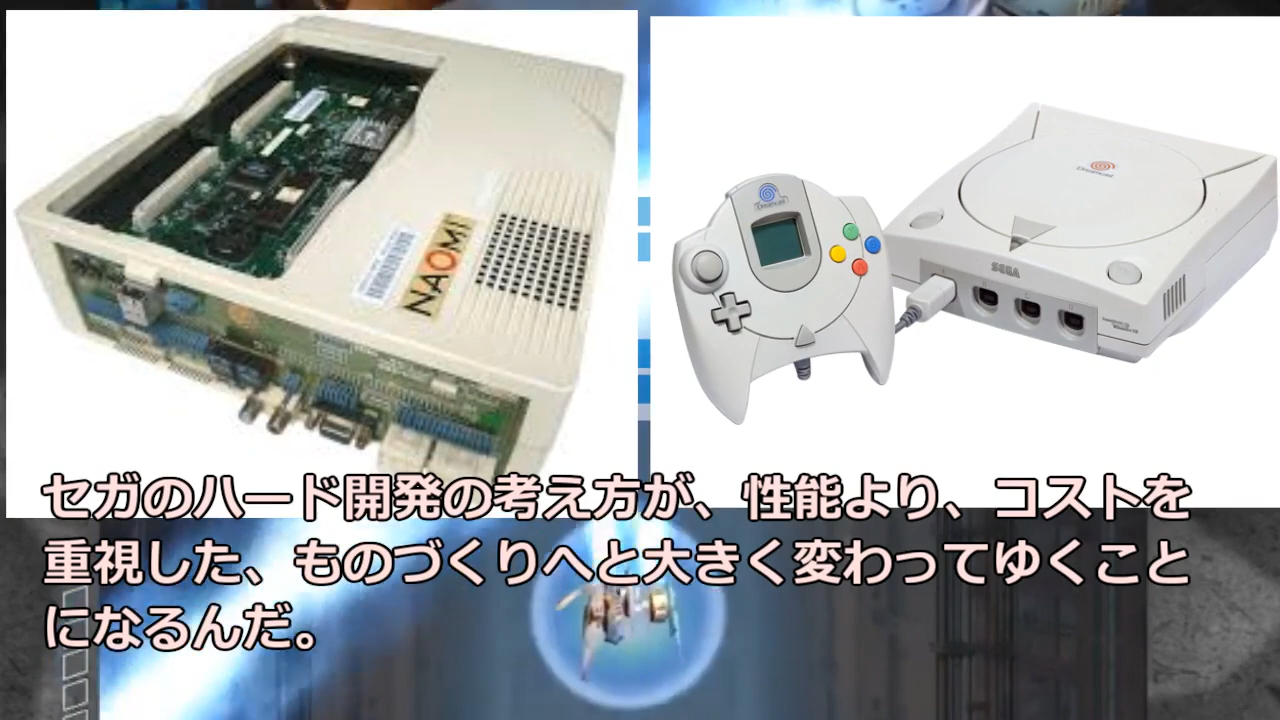 NAOMI
Dreamcast
Dreamcast
SEGA
セガのハード開発の考え方が、性能より、コストを
重視した、ものづくりへと大きく変わってゆくこと
になるんだ。